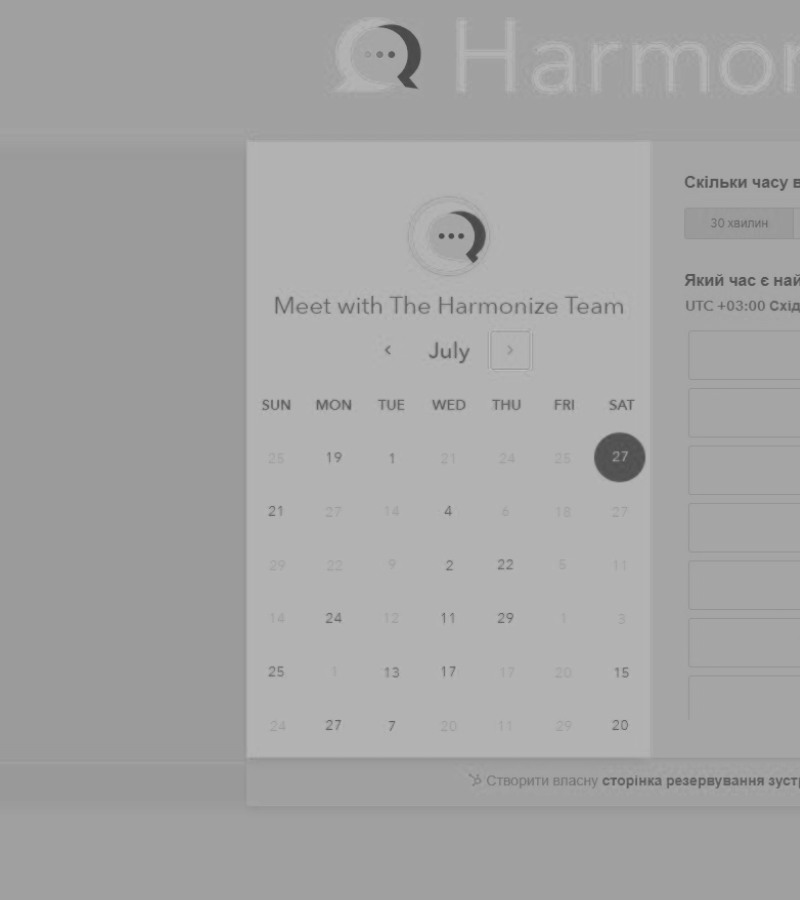 Harmon
Meet with The Harmonize Team
‹ July ›
SUN MON TUE WED THU FRI SAT
25 19 1 21 24 25 27
21 27 14 4 6 18 27
29 22 9 2 22 5 11
14 24 12 11 29 1 3
25 1 13 17 17 20 15
24 27 7 20 11 29 20
Скільки часу в
30 хвилин
Який час є най
UTC +03:00 Схід
Створити власну сторінка резервування зустр